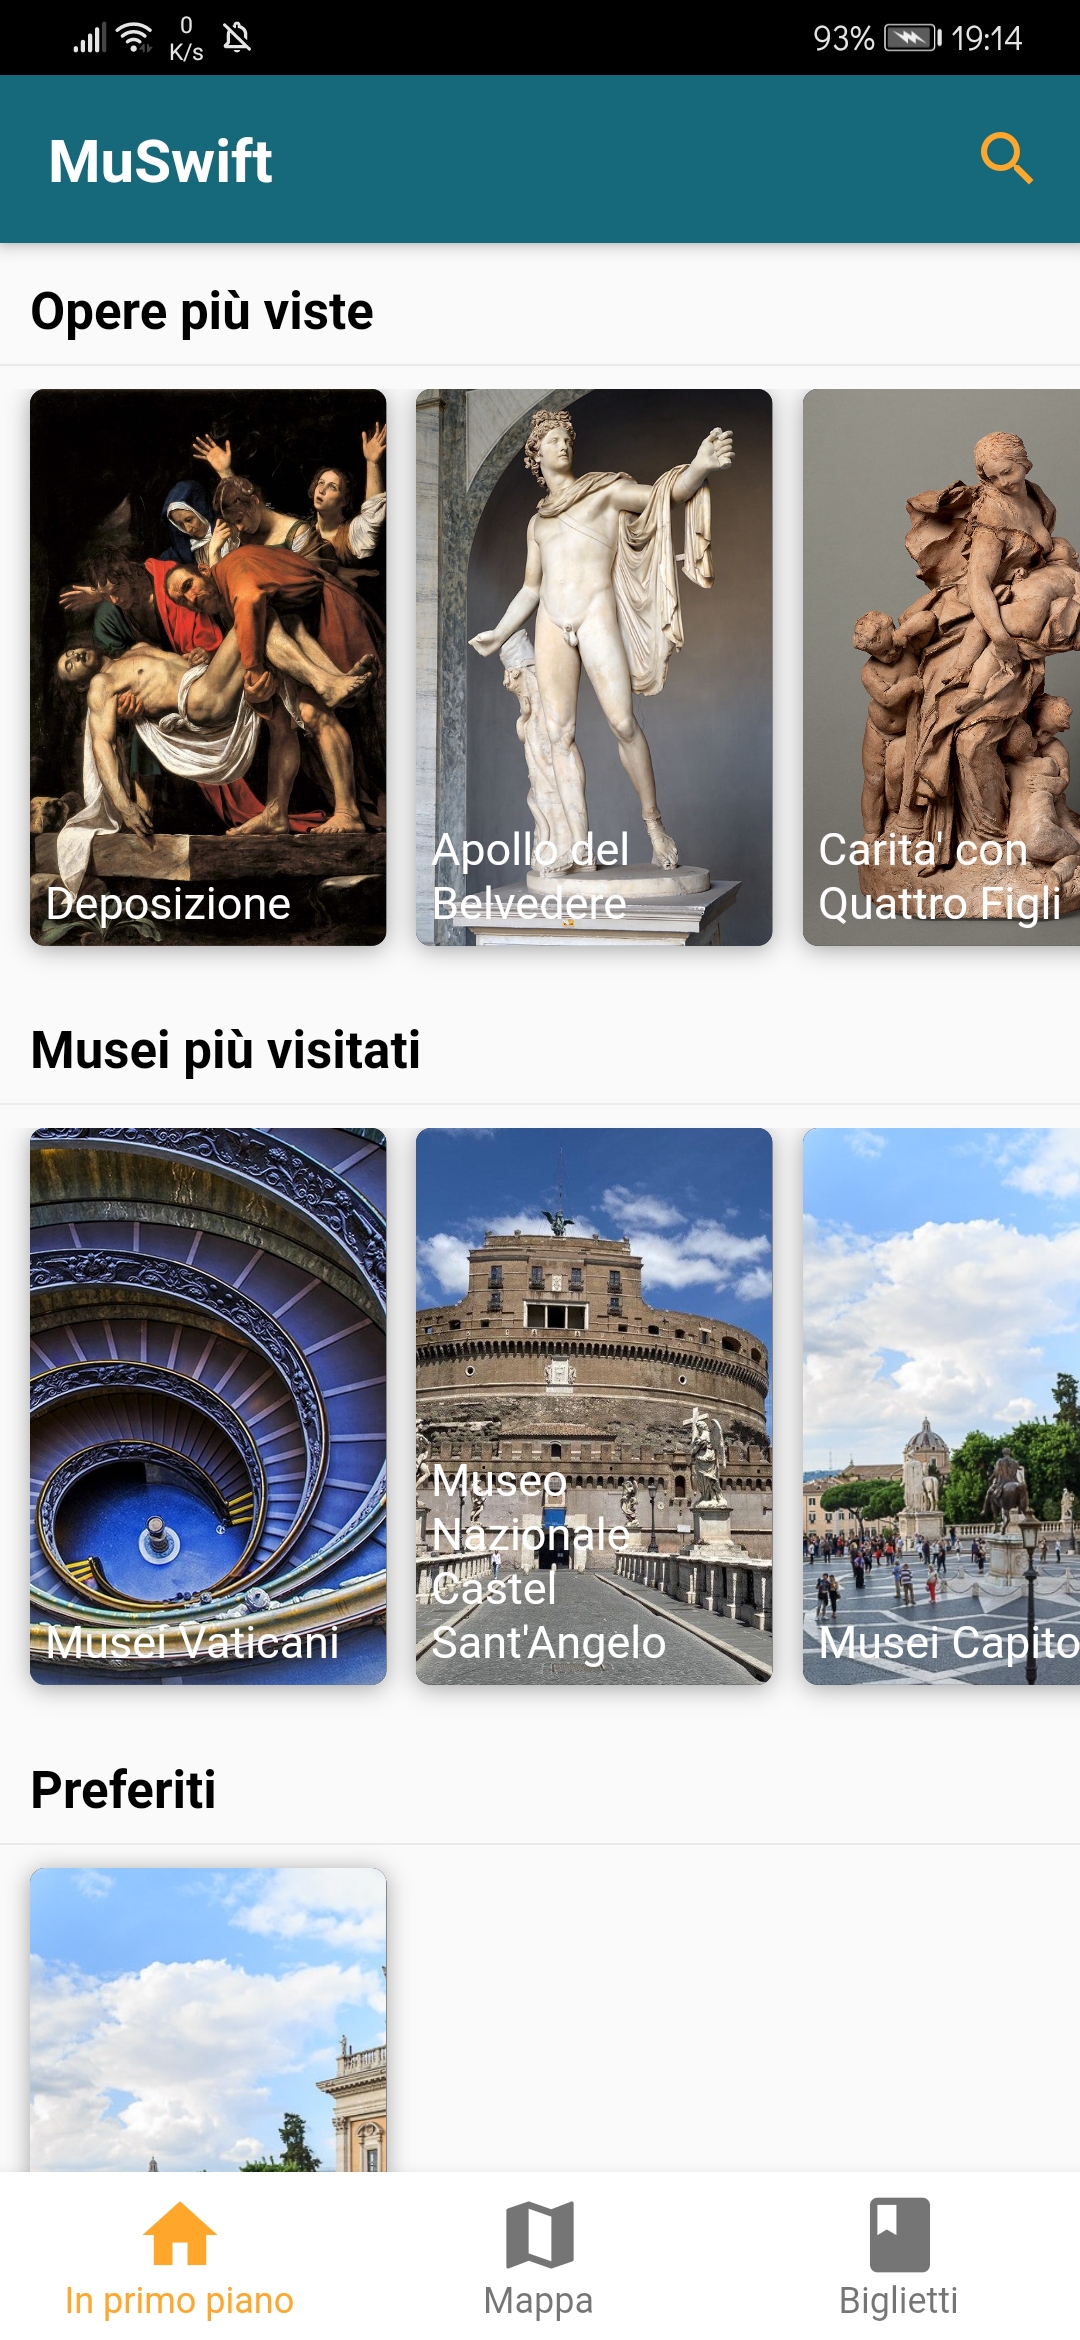 0
K/s
93%
19:14
MuSwift
Opere più viste
Deposizione
Apollo del
Belvedere
Carita' con
Quattro Figli
Musei più visitati
Musei Vaticani
Museo
Nazionale
Castel
Sant'Angelo
Musei Capito
Preferiti
In primo piano
Mappa
Biglietti